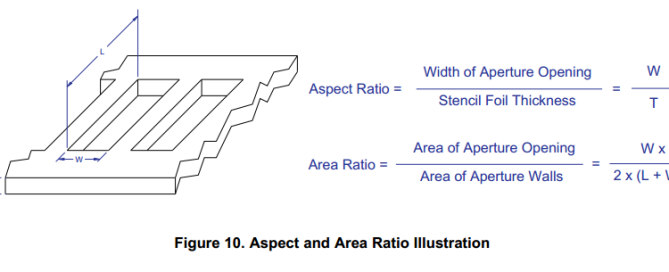 L
W
Aspect Ratio = Width of Aperture Opening / Stencil Foil Thickness = W / T
Area Ratio = Area of Aperture Opening / Area of Aperture Walls = W x / 2 x (L +
Figure 10. Aspect and Area Ratio Illustration